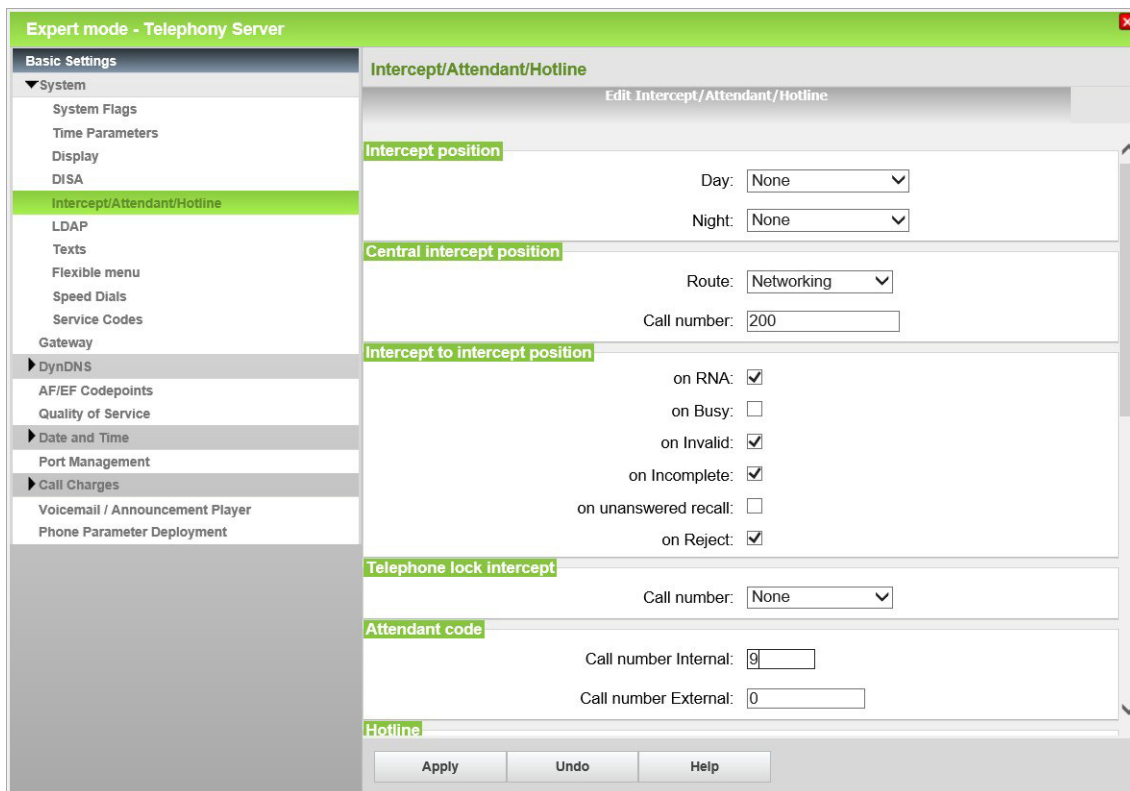 Expert mode - Telephony Server
Basic Settings
System
System Flags
Time Parameters
Display
DISA
Intercept/Attendant/Hotline
LDAP
Texts
Flexible menu
Speed Dials
Service Codes
Gateway
DynDNS
AF/EF Codepoints
Quality of Service
Date and Time
Port Management
Call Charges
Voicemail / Announcement Player
Phone Parameter Deployment
Intercept/Attendant/Hotline
Edit Intercept/Attendant/Hotline
Intercept position
Day: None
Night: None
Central intercept position
Route: Networking
Call number: 200
Intercept to intercept position
on RNA:
on Busy:
on Invalid:
on Incomplete:
on unanswered recall:
on Reject:
Telephone lock intercept
Call number: None
Attendant code
Call number Internal: 9
Call number External: 0
Hotline
Apply Undo Help